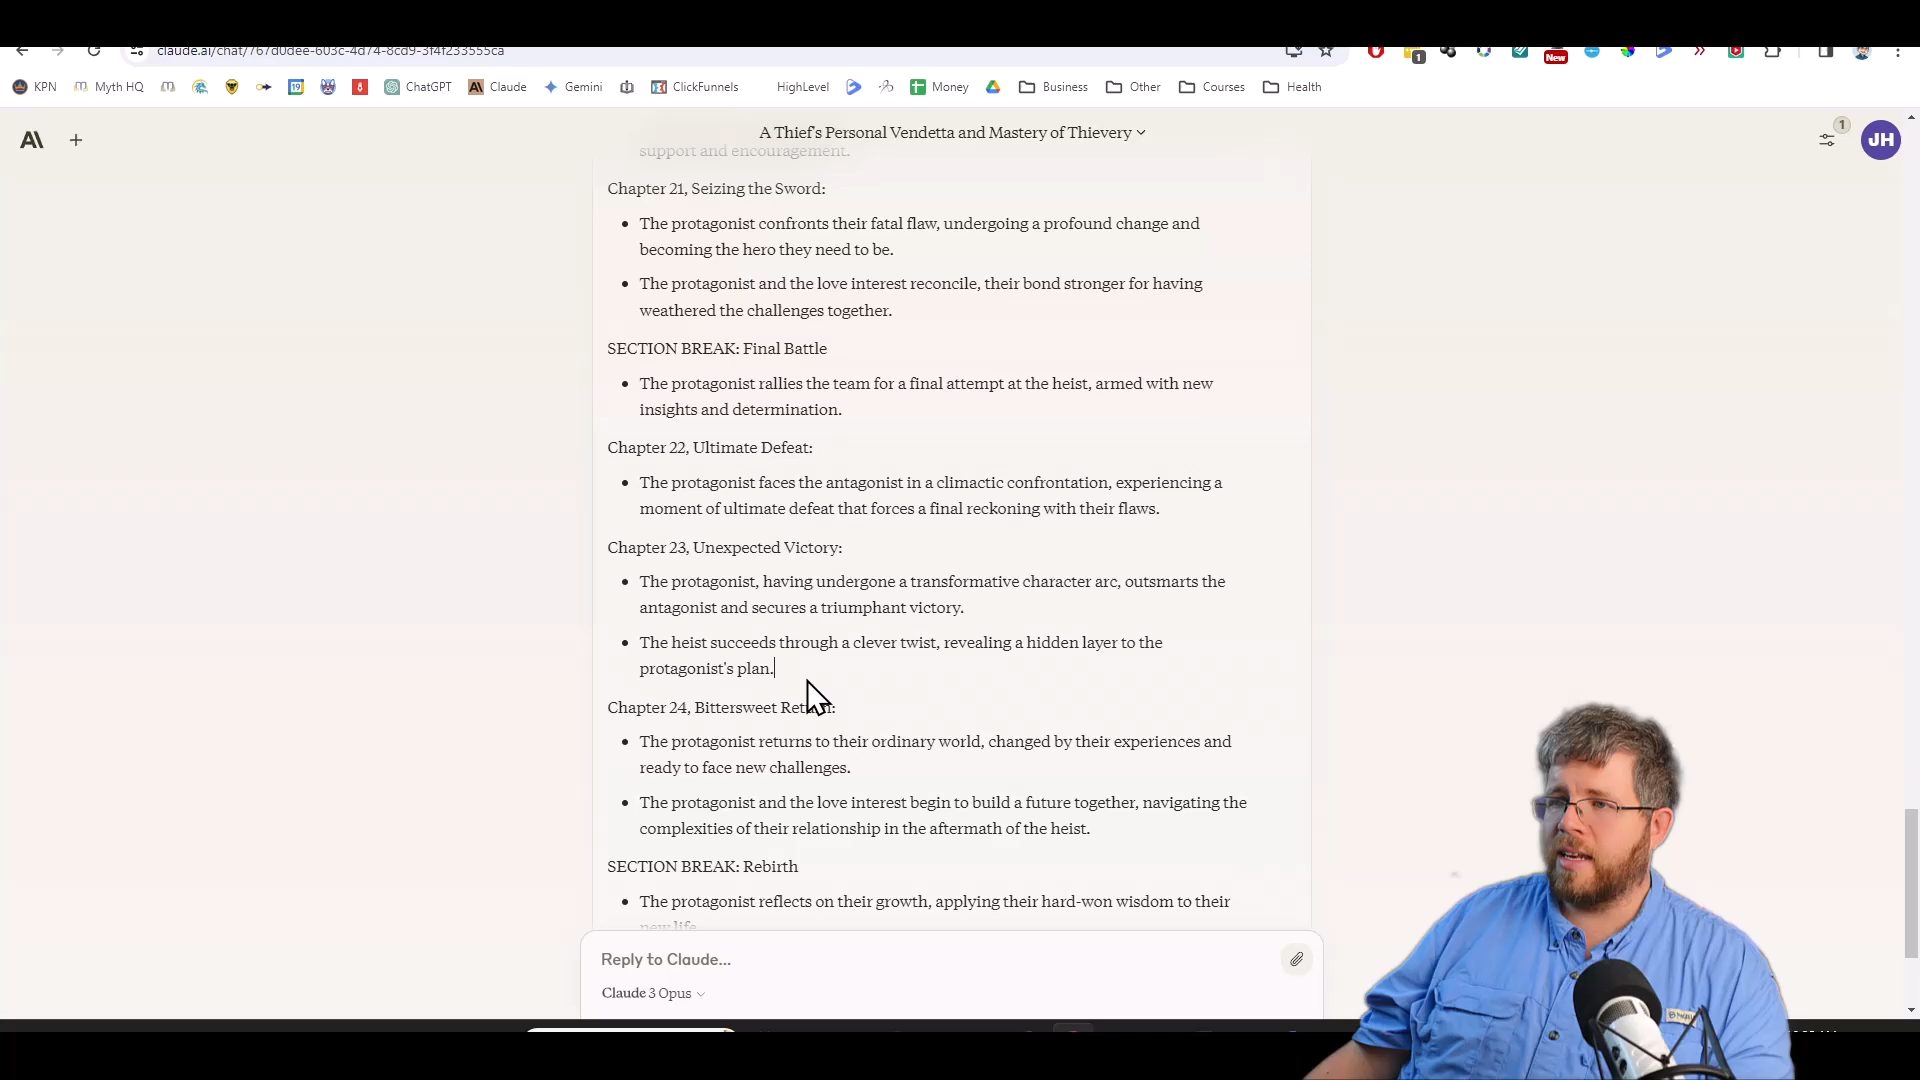 claude.ai/chat/767d0dee-603c-4d74-8cd9-3f4f233555ca
1
New
KPN
Myth HQ
19
ChatGPT
Claude
Gemini
ClickFunnels
HighLevel
Money
Business
Other
Courses
Health
A Thief's Personal Vendetta and Mastery of Thievery
1
JH
support and encouragement.
Chapter 21, Seizing the Sword:
The protagonist confronts their fatal flaw, undergoing a profound change and
becoming the hero they need to be.
The protagonist and the love interest reconcile, their bond stronger for having
weathered the challenges together.
SECTION BREAK: Final Battle
The protagonist rallies the team for a final attempt at the heist, armed with new
insights and determination.
Chapter 22, Ultimate Defeat:
The protagonist faces the antagonist in a climactic confrontation, experiencing a
moment of ultimate defeat that forces a final reckoning with their flaws.
Chapter 23, Unexpected Victory:
The protagonist, having undergone a transformative character arc, outsmarts the
antagonist and secures a triumphant victory.
The heist succeeds through a clever twist, revealing a hidden layer to the
protagonist's plan.
Chapter 24, Bittersweet Return:
The protagonist returns to their ordinary world, changed by their experiences and
ready to face new challenges.
The protagonist and the love interest begin to build a future together, navigating the
complexities of their relationship in the aftermath of the heist.
SECTION BREAK: Rebirth
The protagonist reflects on their growth, applying their hard-won wisdom to their
new life.
Reply to Claude...
Claude 3 Opus